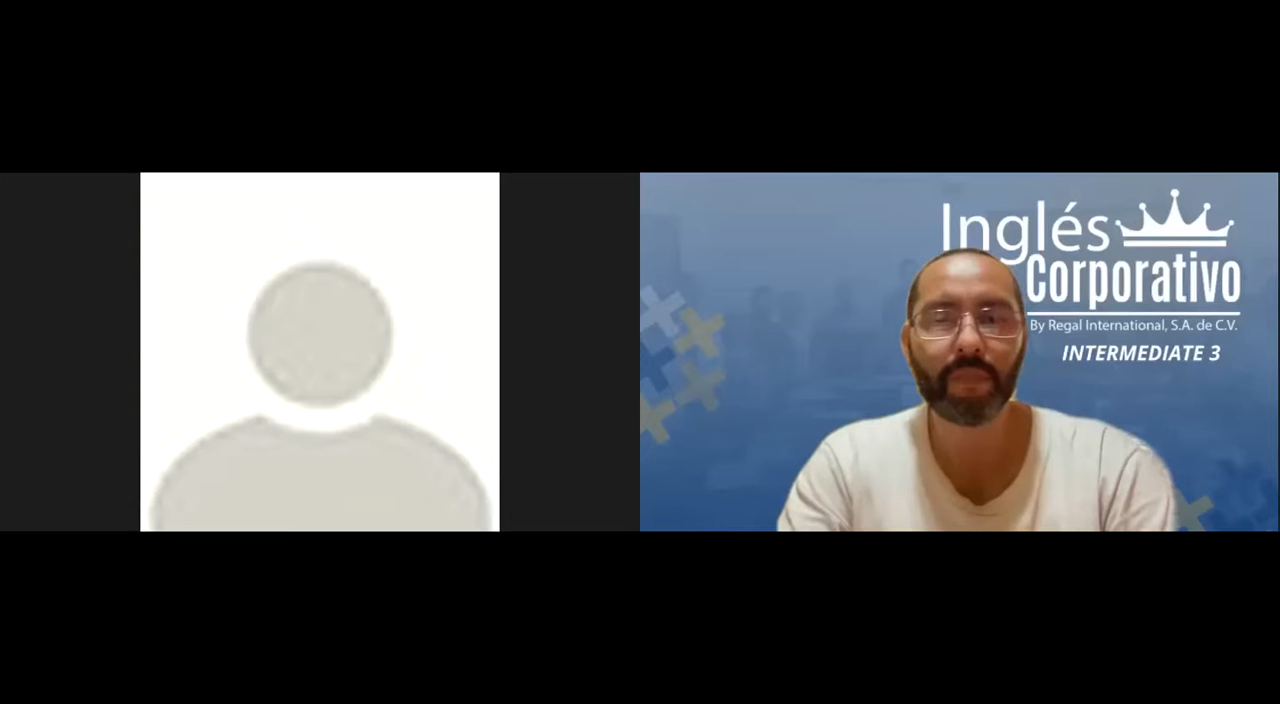 Inglés
Corporativo
By Regal International, S.A. de C.V.
INTERMEDIATE 3